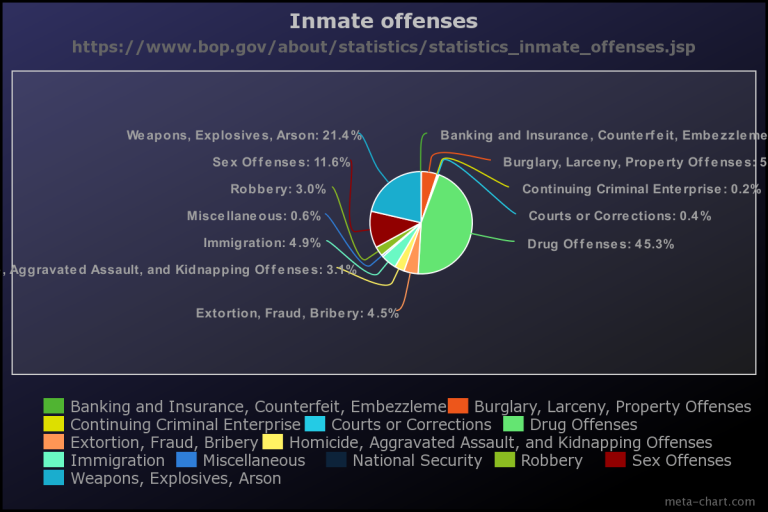 Inmate offenses
https://www.bop.gov/about/statistics/statistics_inmate_offenses.jsp
Weapons, Explosives, Arson: 21.4%
Banking and Insurance, Counterfeit, Embezzleme
Sex Offenses: 11.6%
Burglary, Larceny, Property Offenses: 5
Robbery: 3.0%
Continuing Criminal Enterprise: 0.2%
Miscellaneous: 0.6%
Courts or Corrections: 0.4%
Immigration: 4.9%
Drug Offenses: 45.3%
, Aggravated Assault, and Kidnapping Offenses: 3.1%
Extortion, Fraud, Bribery: 4.5%
Banking and Insurance, Counterfeit, Embezzleme Burglary, Larceny, Property Offenses
Continuing Criminal Enterprise Courts or Corrections Drug Offenses
Extortion, Fraud, Bribery Homicide, Aggravated Assault, and Kidnapping Offenses
Immigration Miscellaneous National Security Robbery Sex Offenses
Weapons, Explosives, Arson
meta-chart.com